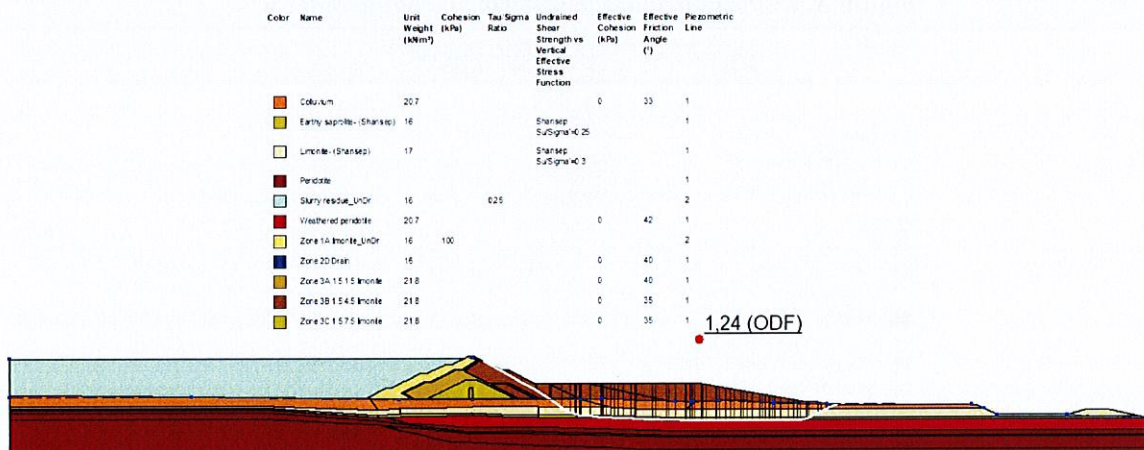 Color Name Unit Weight (kN/m³) Cohesion (kPa) Tau/Sigma Ratio Undrained Shear Strength vs Vertical Effective Stress Function Effective Cohesion (kPa) Effective Friction Angle (°) Piezometric Line
Coluvium 20.7 0 33 1
Earthy saprolite- (Shansep) 16 Shansep Su/Sigma'=0.25 1
Limonite- (Shansep) 17 Shansep Su/Sigma'=0.3 1
Peridotite 1
Slurry residue_UnDr 16 0.25 2
Weathered peridotite 20.7 0 42 1
Zone 1A limonite_UnDr 16 100 2
Zone 2D Drain 16 0 40 1
Zone 3A 1.5 1.5 limonite 21.8 0 40 1
Zone 3B 1.5 4.5 limonite 21.8 0 35 1
Zone 3C 1.5 7.5 limonite 21.8 0 35 1
1,24 (ODF)